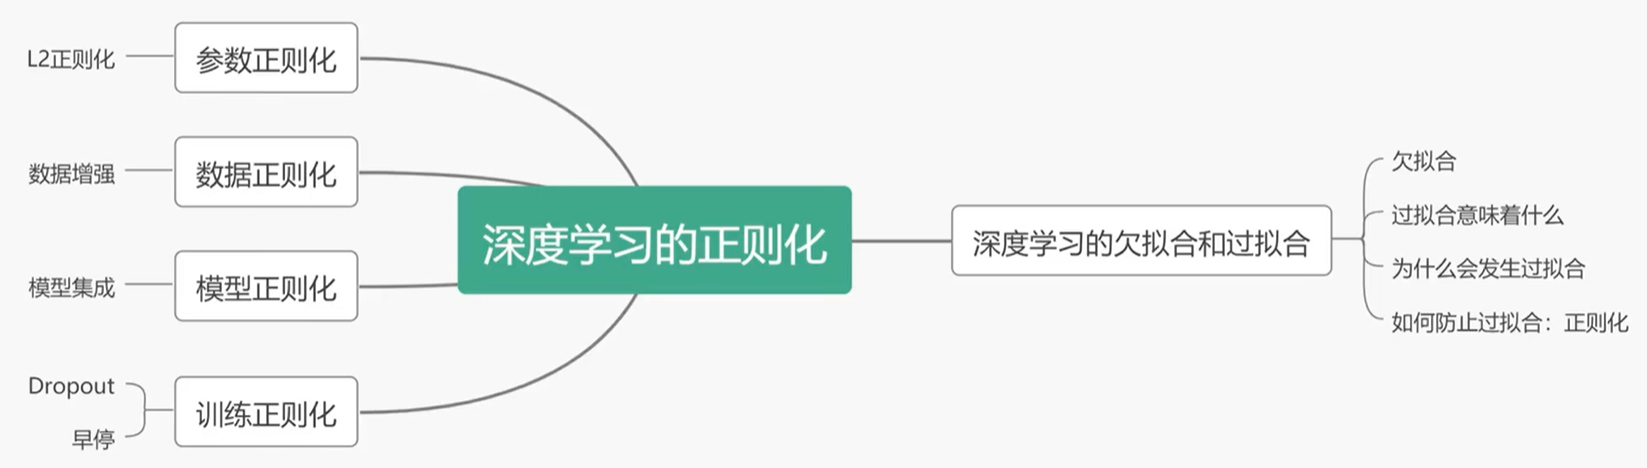 L2正则化
参数正则化
数据增强
数据正则化
模型集成
模型正则化
Dropout
早停
训练正则化
深度学习的正则化
深度学习的欠拟合和过拟合
欠拟合
过拟合意味着什么
为什么会发生过拟合
如何防止过拟合：正则化